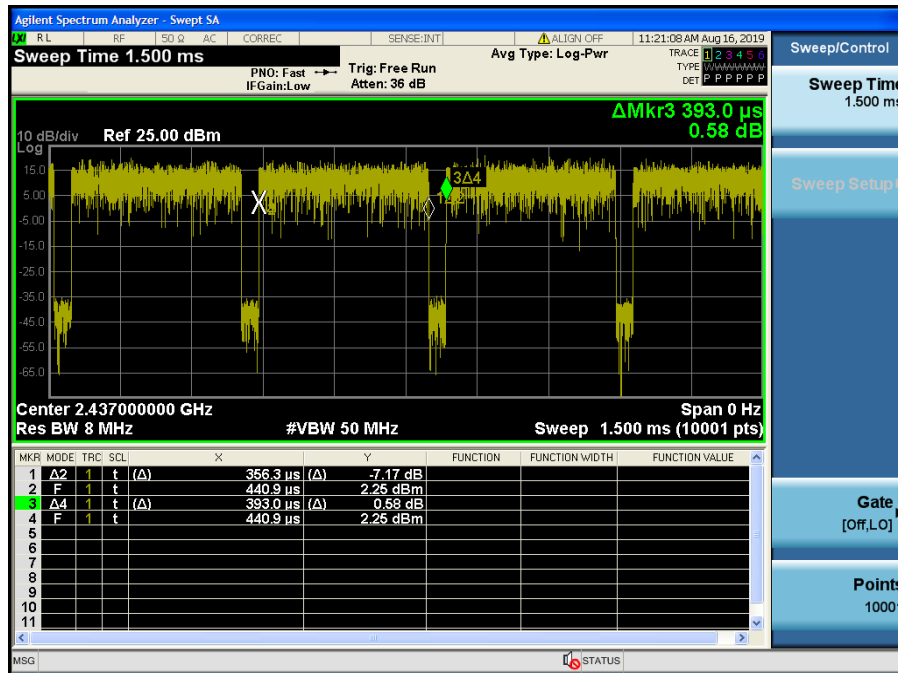 Agilent Spectrum Analyzer - Swept SA
LXI RL RF 50 Ω AC CORREC SENSE:INT ALIGN OFF 11:21:08 AM Aug 16, 2019
Sweep Time 1.500 ms
PNO: Fast
IFGain:Low
Trig: Free Run
Atten: 36 dB
Avg Type: Log-Pwr
TRACE 1 2 3 4 5 6
TYPE WWWWWW
DET P P P P P P
ΔMkr3 393.0 µs
0.58 dB
10 dB/div Ref 25.00 dBm
Log
15.0
5.00
-5.00
-15.0
-25.0
-35.0
-45.0
-55.0
-65.0
X
3Δ4
Center 2.437000000 GHz Span 0 Hz
Res BW 8 MHz #VBW 50 MHz Sweep 1.500 ms (10001 pts)
MKR MODE TRC SCL X Y FUNCTION FUNCTION WIDTH FUNCTION VALUE
1 Δ2 1 t (Δ) 356.3 µs (Δ) -7.17 dB
2 F 1 t 440.9 µs 2.25 dBm
3 Δ4 1 t (Δ) 393.0 µs (Δ) 0.58 dB
4 F 1 t 440.9 µs 2.25 dBm
5
6
7
8
9
10
11
MSG STATUS
Sweep/Control
Sweep Time
1.500 ms
Sweep Setup
Gate
[Off,LO]
Points
10001